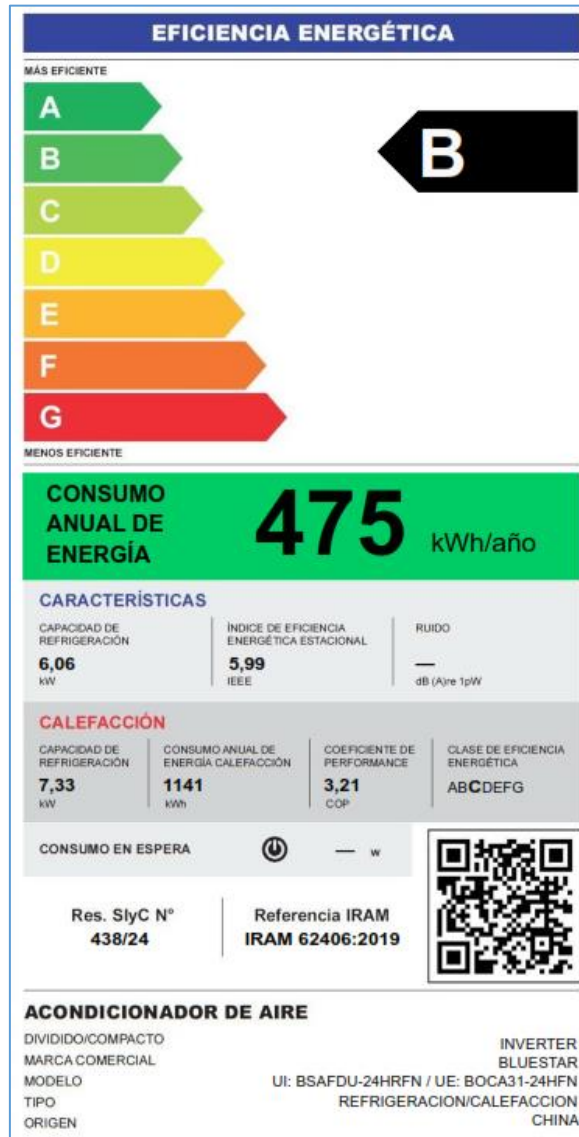 EFICIENCIA ENERGÉTICA
MÁS EFICIENTE
A
B
B
C
D
E
F
G
MENOS EFICIENTE
CONSUMO
ANUAL DE
ENERGÍA
475 kWh/año
CARACTERÍSTICAS
CAPACIDAD DE
REFRIGERACIÓN
6,06
kW
ÍNDICE DE EFICIENCIA
ENERGÉTICA ESTACIONAL
5,99
IEEE
RUIDO
—
dB (A)re 1pW
CALEFACCIÓN
CAPACIDAD DE
REFRIGERACIÓN
7,33
kW
CONSUMO ANUAL DE
ENERGÍA CALEFACCIÓN
1141
kWh
COEFICIENTE DE
PERFORMANCE
3,21
COP
CLASE DE EFICIENCIA
ENERGÉTICA
ABCDEFG
CONSUMO EN ESPERA — w
Res. SIyC N°
438/24
Referencia IRAM
IRAM 62406:2019
ACONDICIONADOR DE AIRE
DIVIDIDO/COMPACTO INVERTER
MARCA COMERCIAL BLUESTAR
MODELO UI: BSAFDU-24HRFN / UE: BOCA31-24HFN
TIPO REFRIGERACION/CALEFACCION
ORIGEN CHINA